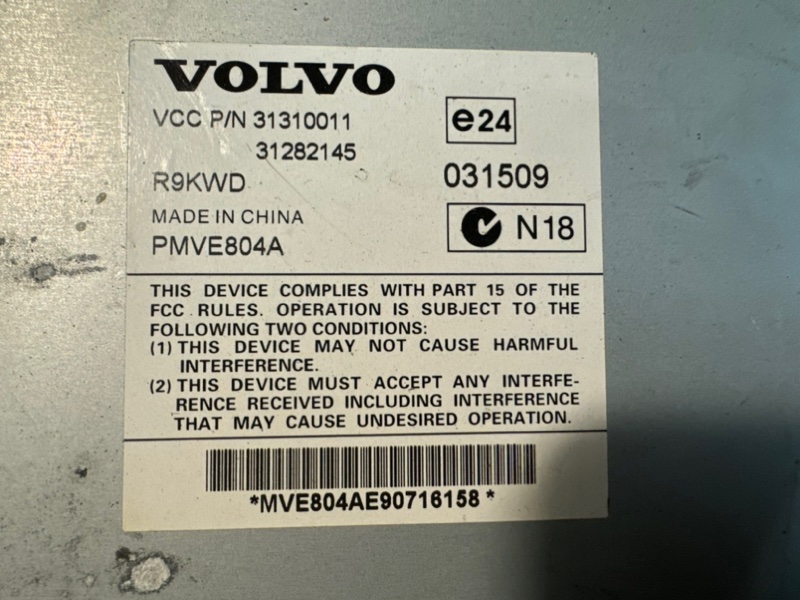 VOLVO
VCC P/N 31310011
31282145
e24
R9KWD
031509
MADE IN CHINA
N18
PMVE804A
THIS DEVICE COMPLIES WITH PART 15 OF THE
FCC RULES. OPERATION IS SUBJECT TO THE
FOLLOWING TWO CONDITIONS:
(1) THIS DEVICE MAY NOT CAUSE HARMFUL
INTERFERENCE.
(2) THIS DEVICE MUST ACCEPT ANY INTERFE-
RENCE RECEIVED INCLUDING INTERFERENCE
THAT MAY CAUSE UNDESIRED OPERATION.
*MVE804AE90716158*